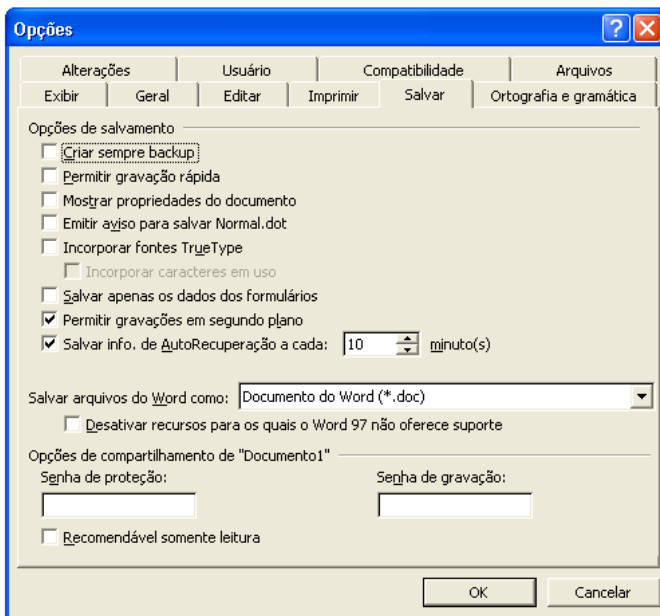 Opções
Alterações Usuário Compatibilidade Arquivos
Exibir Geral Editar Imprimir Salvar Ortografia e gramática
Opções de salvamento
Criar sempre backup
Permitir gravação rápida
Mostrar propriedades do documento
Emitir aviso para salvar Normal.dot
Incorporar fontes TrueType
Incorporar caracteres em uso
Salvar apenas os dados dos formulários
Permitir gravações em segundo plano
Salvar info. de AutoRecuperação a cada: 10 minuto(s)
Salvar arquivos do Word como: Documento do Word (*.doc)
Desativar recursos para os quais o Word 97 não oferece suporte
Opções de compartilhamento de "Documento1"
Senha de proteção: Senha de gravação:
Recomendável somente leitura
OK Cancelar